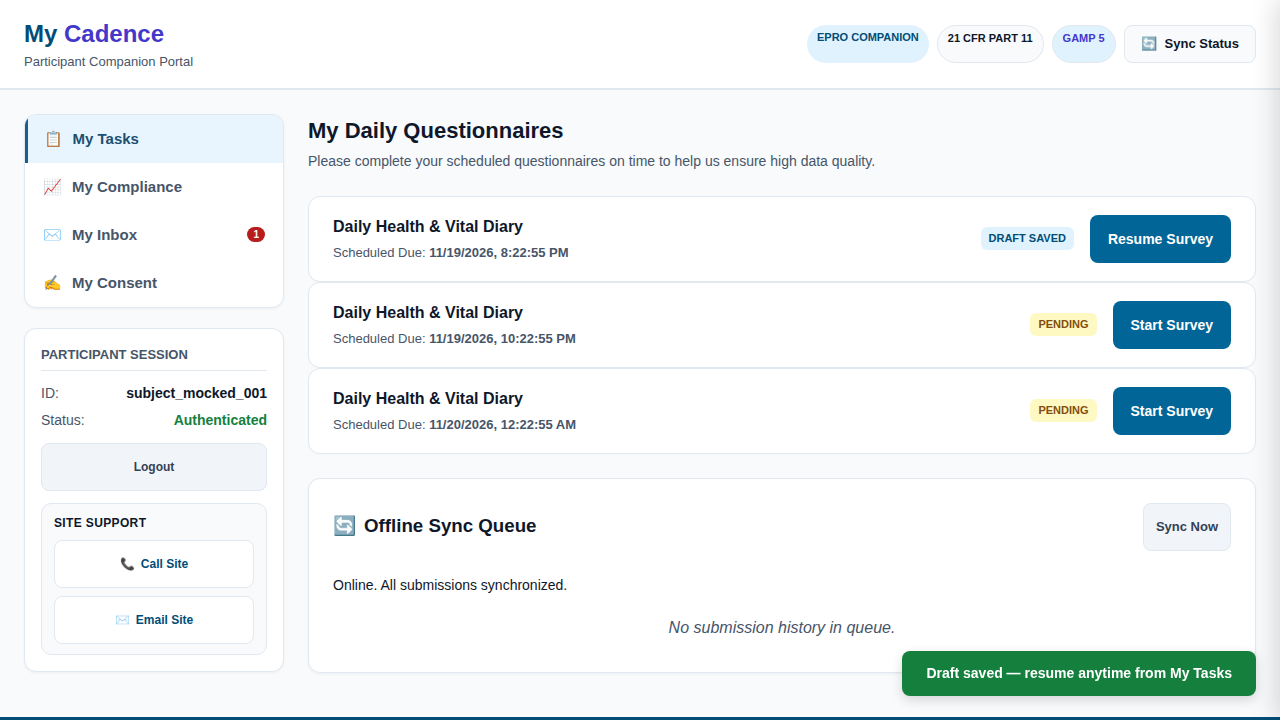 My Cadence
Participant Companion Portal
EPRO COMPANION
21 CFR PART 11
GAMP 5
Sync Status
My Tasks
My Compliance
My Inbox
1
My Consent
PARTICIPANT SESSION
ID: subject_mocked_001
Status: Authenticated
Logout
SITE SUPPORT
Call Site
Email Site
My Daily Questionnaires
Please complete your scheduled questionnaires on time to help us ensure high data quality.
Daily Health & Vital Diary
Scheduled Due: 11/19/2026, 8:22:55 PM
DRAFT SAVED
Resume Survey
Daily Health & Vital Diary
Scheduled Due: 11/19/2026, 10:22:55 PM
PENDING
Start Survey
Daily Health & Vital Diary
Scheduled Due: 11/20/2026, 12:22:55 AM
PENDING
Start Survey
Offline Sync Queue
Sync Now
Online. All submissions synchronized.
No submission history in queue.
Draft saved — resume anytime from My Tasks